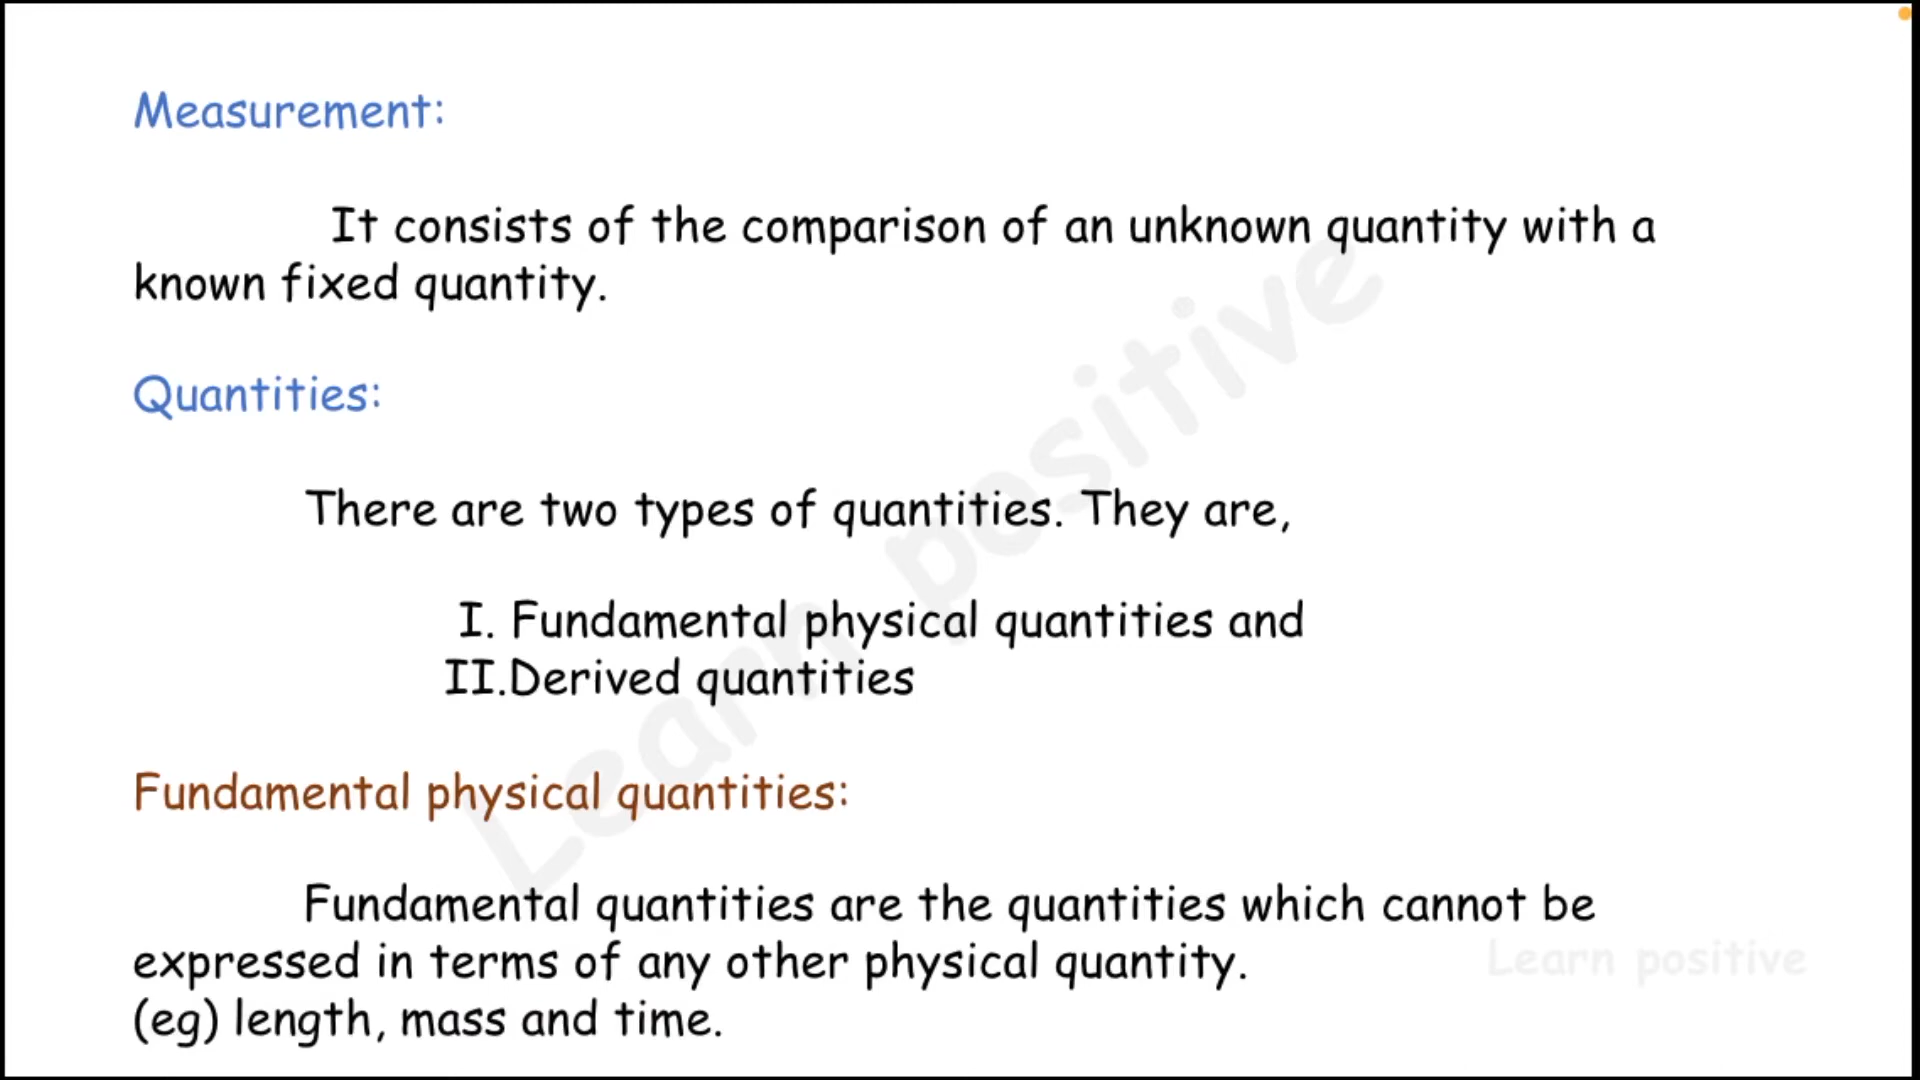 Measurement:
It consists of the comparison of an unknown quantity with a
known fixed quantity.
Quantities:
There are two types of quantities. They are,
I. Fundamental physical quantities and
II.Derived quantities
Fundamental physical quantities:
Fundamental quantities are the quantities which cannot be
expressed in terms of any other physical quantity.
(eg) length, mass and time.
Learn positive
Learn positive